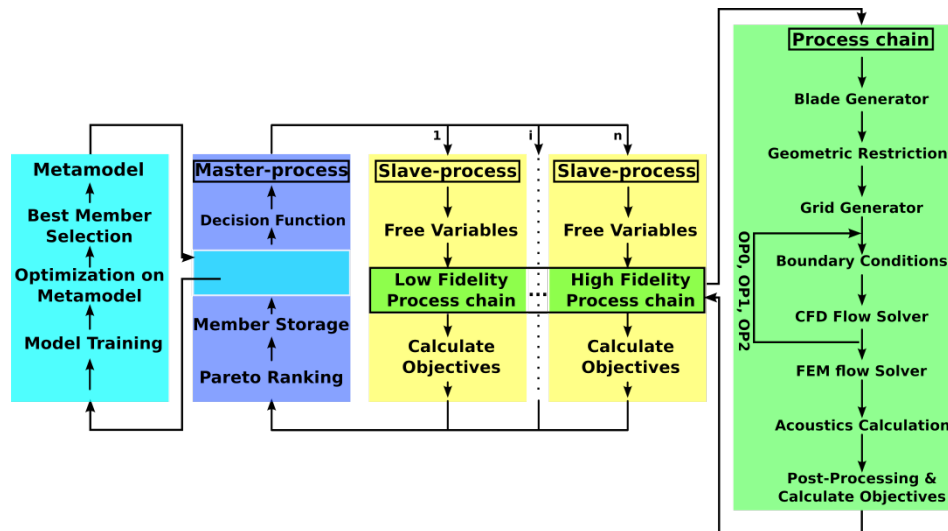 Metamodel
Best Member
Selection
Optimization on
Metamodel
Model Training
Master-process
Decision Function
Member Storage
Pareto Ranking
1
i
n
Slave-process
Free Variables
Low Fidelity
Process chain
Calculate
Objectives
...
Slave-process
Free Variables
High Fidelity
Process chain
Calculate
Objectives
Process chain
Blade Generator
Geometric Restriction
Grid Generator
OP0, OP1, OP2
Boundary Conditions
CFD Flow Solver
FEM flow Solver
Acoustics Calculation
Post-Processing &
Calculate Objectives